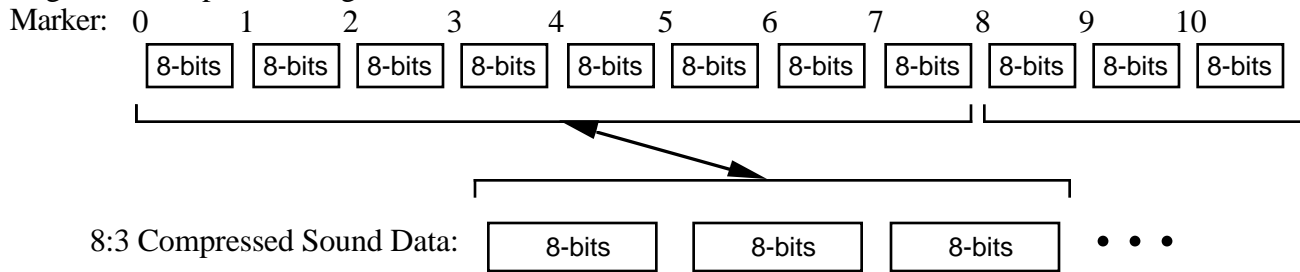 Marker: 0 1 2 3 4 5 6 7 8 9 10
8-bits 8-bits 8-bits 8-bits 8-bits 8-bits 8-bits 8-bits 8-bits 8-bits 8-bits
8:3 Compressed Sound Data: 8-bits 8-bits 8-bits • • •